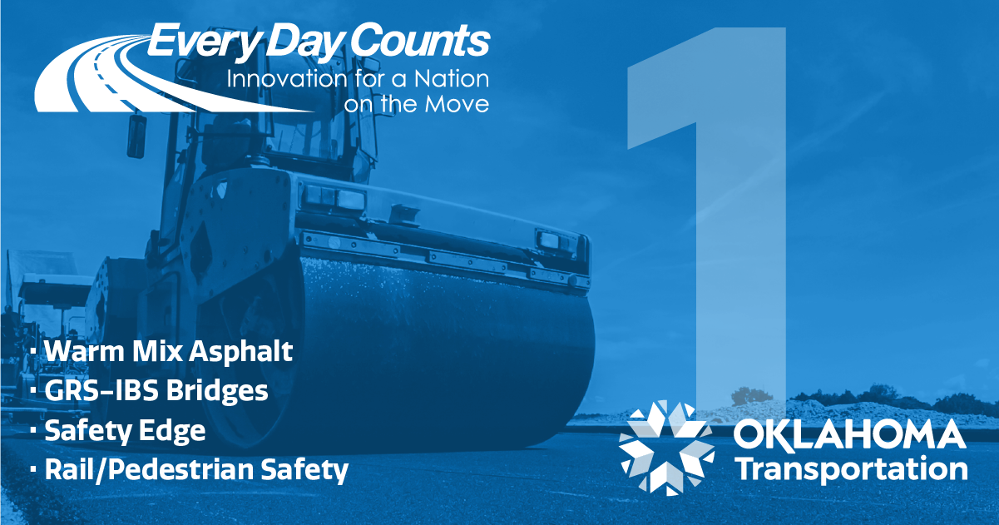 Every Day Counts
Innovation for a Nation
on the Move
1
· Warm Mix Asphalt
· GRS-IBS Bridges
· Safety Edge
· Rail/Pedestrian Safety
OKLAHOMA
Transportation